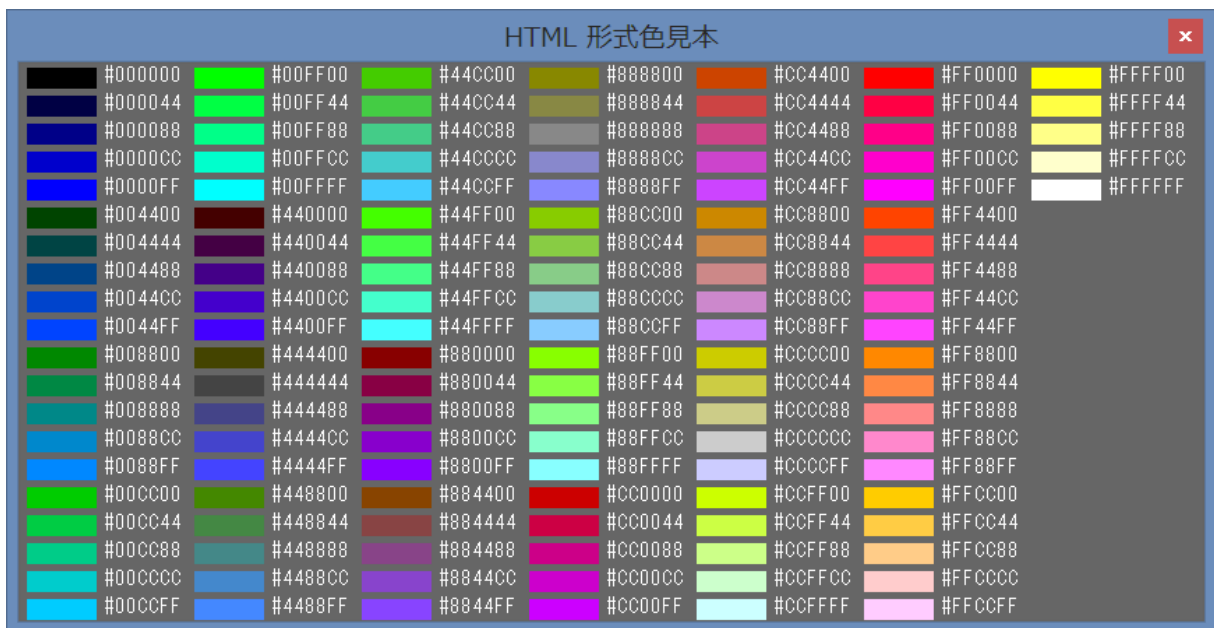 HTML 形式色見本
#000000 #00FF00 #44CC00 #888800 #CC4400 #FF0000 #FFFF00
#000044 #00FF44 #44CC44 #888844 #CC4444 #FF0044 #FFFF44
#000088 #00FF88 #44CC88 #888888 #CC4488 #FF0088 #FFFF88
#0000CC #00FFCC #44CCCC #8888CC #CC44CC #FF00CC #FFFFCC
#0000FF #00FFFF #44CCFF #8888FF #CC44FF #FF00FF #FFFFFF
#004400 #440000 #44FF00 #88CC00 #CC8800 #FF4400
#004444 #440044 #44FF44 #88CC44 #CC8844 #FF4444
#004488 #440088 #44FF88 #88CC88 #CC8888 #FF4488
#0044CC #4400CC #44FFCC #88CCCC #CC88CC #FF44CC
#0044FF #4400FF #44FFFF #88CCFF #CC88FF #FF44FF
#008800 #444400 #880000 #88FF00 #CCCC00 #FF8800
#008844 #444444 #880044 #88FF44 #CCCC44 #FF8844
#008888 #444488 #880088 #88FF88 #CCCC88 #FF8888
#0088CC #4444CC #8800CC #88FFCC #CCCCCC #FF88CC
#0088FF #4444FF #8800FF #88FFFF #CCCCFF #FF88FF
#00CC00 #448800 #884400 #CC0000 #CCFF00 #FFCC00
#00CC44 #448844 #884444 #CC0044 #CCFF44 #FFCC44
#00CC88 #448888 #884488 #CC0088 #CCFF88 #FFCC88
#00CCCC #4488CC #8844CC #CC00CC #CCFFCC #FFCCCC
#00CCFF #4488FF #8844FF #CC00FF #CCFFFF #FFCCFF